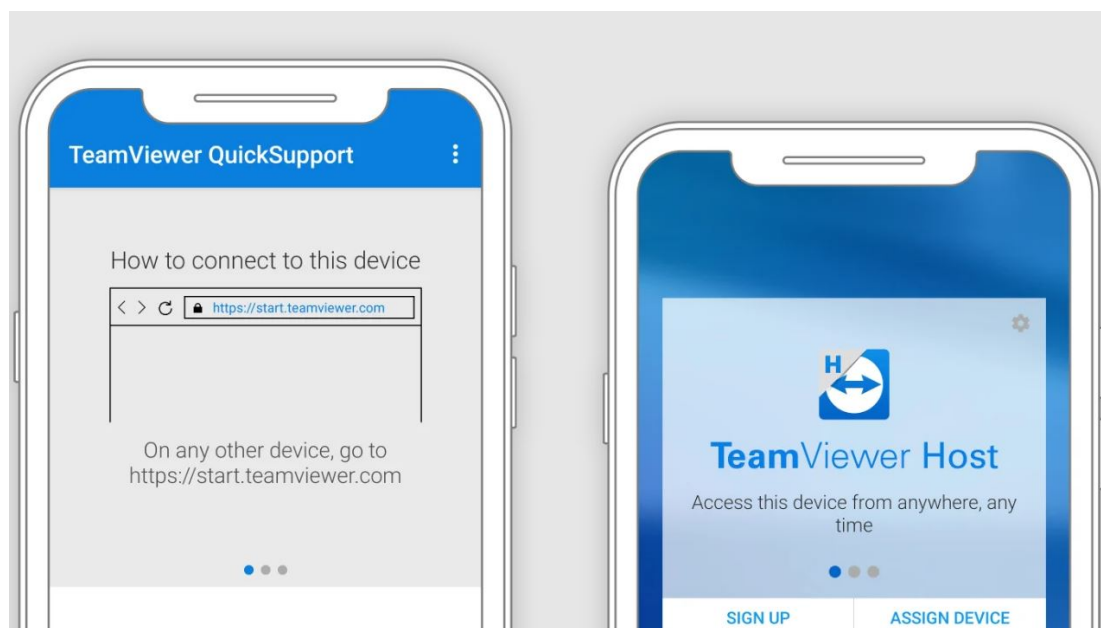 TeamViewer QuickSupport
How to connect to this device
https://start.teamviewer.com
On any other device, go to
https://start.teamviewer.com
H
TeamViewer Host
Access this device from anywhere, any
time
SIGN UP
ASSIGN DEVICE